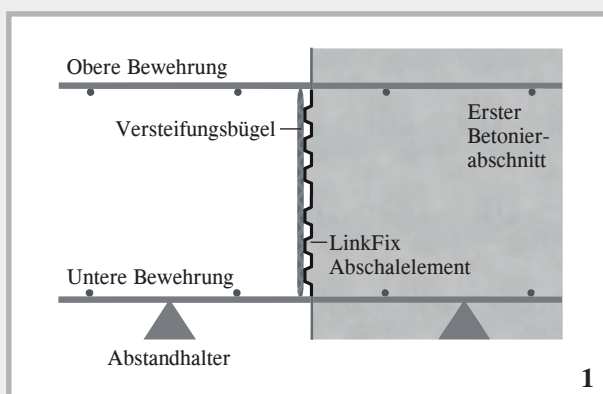 Obere Bewehrung
Versteifungsbügel
Erster
Betonier-
abschnitt
LinkFix
Abschalelement
Untere Bewehrung
Abstandhalter
1